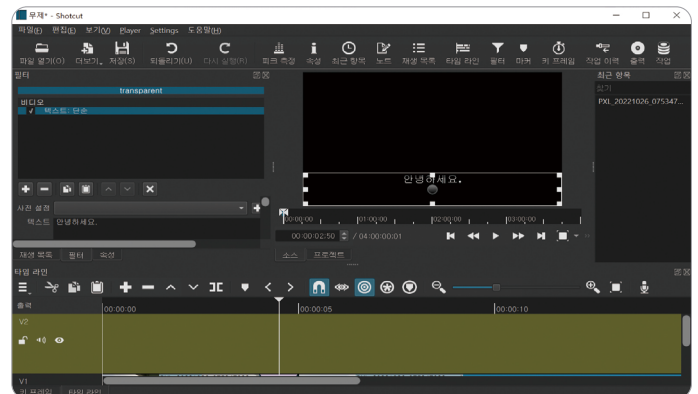 무제* - Shotcut
파일(F) 편집(E) 보기(V) Player Settings 도움말(H)
파일 열기(O) 더보기.. 저장(S) 되돌리기(U) 다시 실행(R) 피크 측정 속성 최근 항목 노트 재생 목록 타임 라인 필터 마커 키 프레임 작업 이력 출력 작업
필터
transparent
비디오
텍스트: 단순
사전 설정
텍스트 안녕하세요.
재생 목록 필터 속성
안녕하세요.
00:00:00 01:00:00 02:00:00 03:00:00
00:00:02:50 / 04:00:00:01
소스 프로젝트
최근 항목
찾기
PXL_20221026_075347...
타임 라인
출력
00:00:00 00:00:05 00:00:10
V2
V1
키 프레임 타임 라인